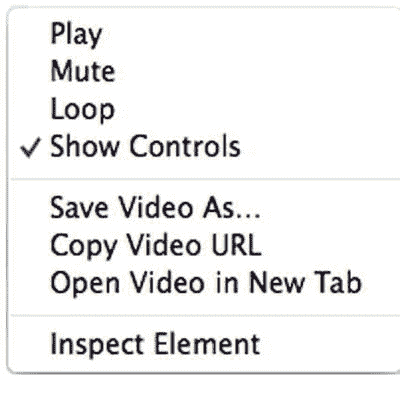 Play
Mute
Loop
✓ Show Controls
Save Video As...
Copy Video URL
Open Video in New Tab
Inspect Element